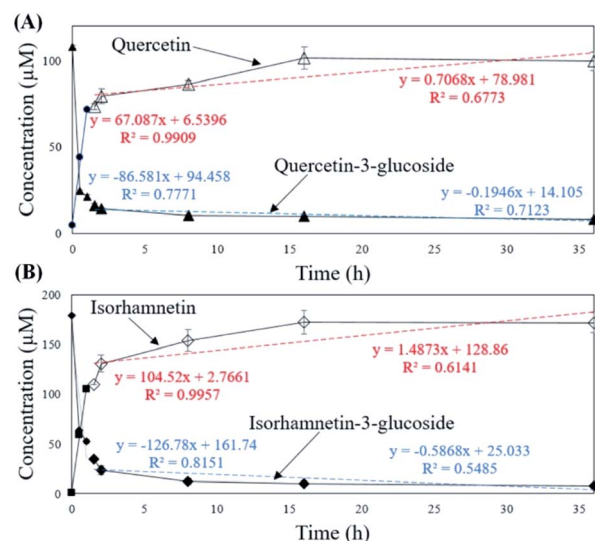 (A)
Concentration (μM)
100
50
0
Quercetin
y = 0.7068x + 78.981
R² = 0.6773
y = 67.087x + 6.5396
R² = 0.9909
y = -86.581x + 94.458
R² = 0.7771
Quercetin-3-glucoside
y = -0.1946x + 14.105
R² = 0.7123
0 5 10 15 20 25 30 35
Time (h)
(B)
Concentration (μM)
200
150
100
50
0
Isorhamnetin
y = 104.52x + 2.7661
R² = 0.9957
y = 1.4873x + 128.86
R² = 0.6141
Isorhamnetin-3-glucoside
y = -126.78x + 161.74
R² = 0.8151
y = -0.5868x + 25.033
R² = 0.5485
0 5 10 15 20 25 30 35
Time (h)